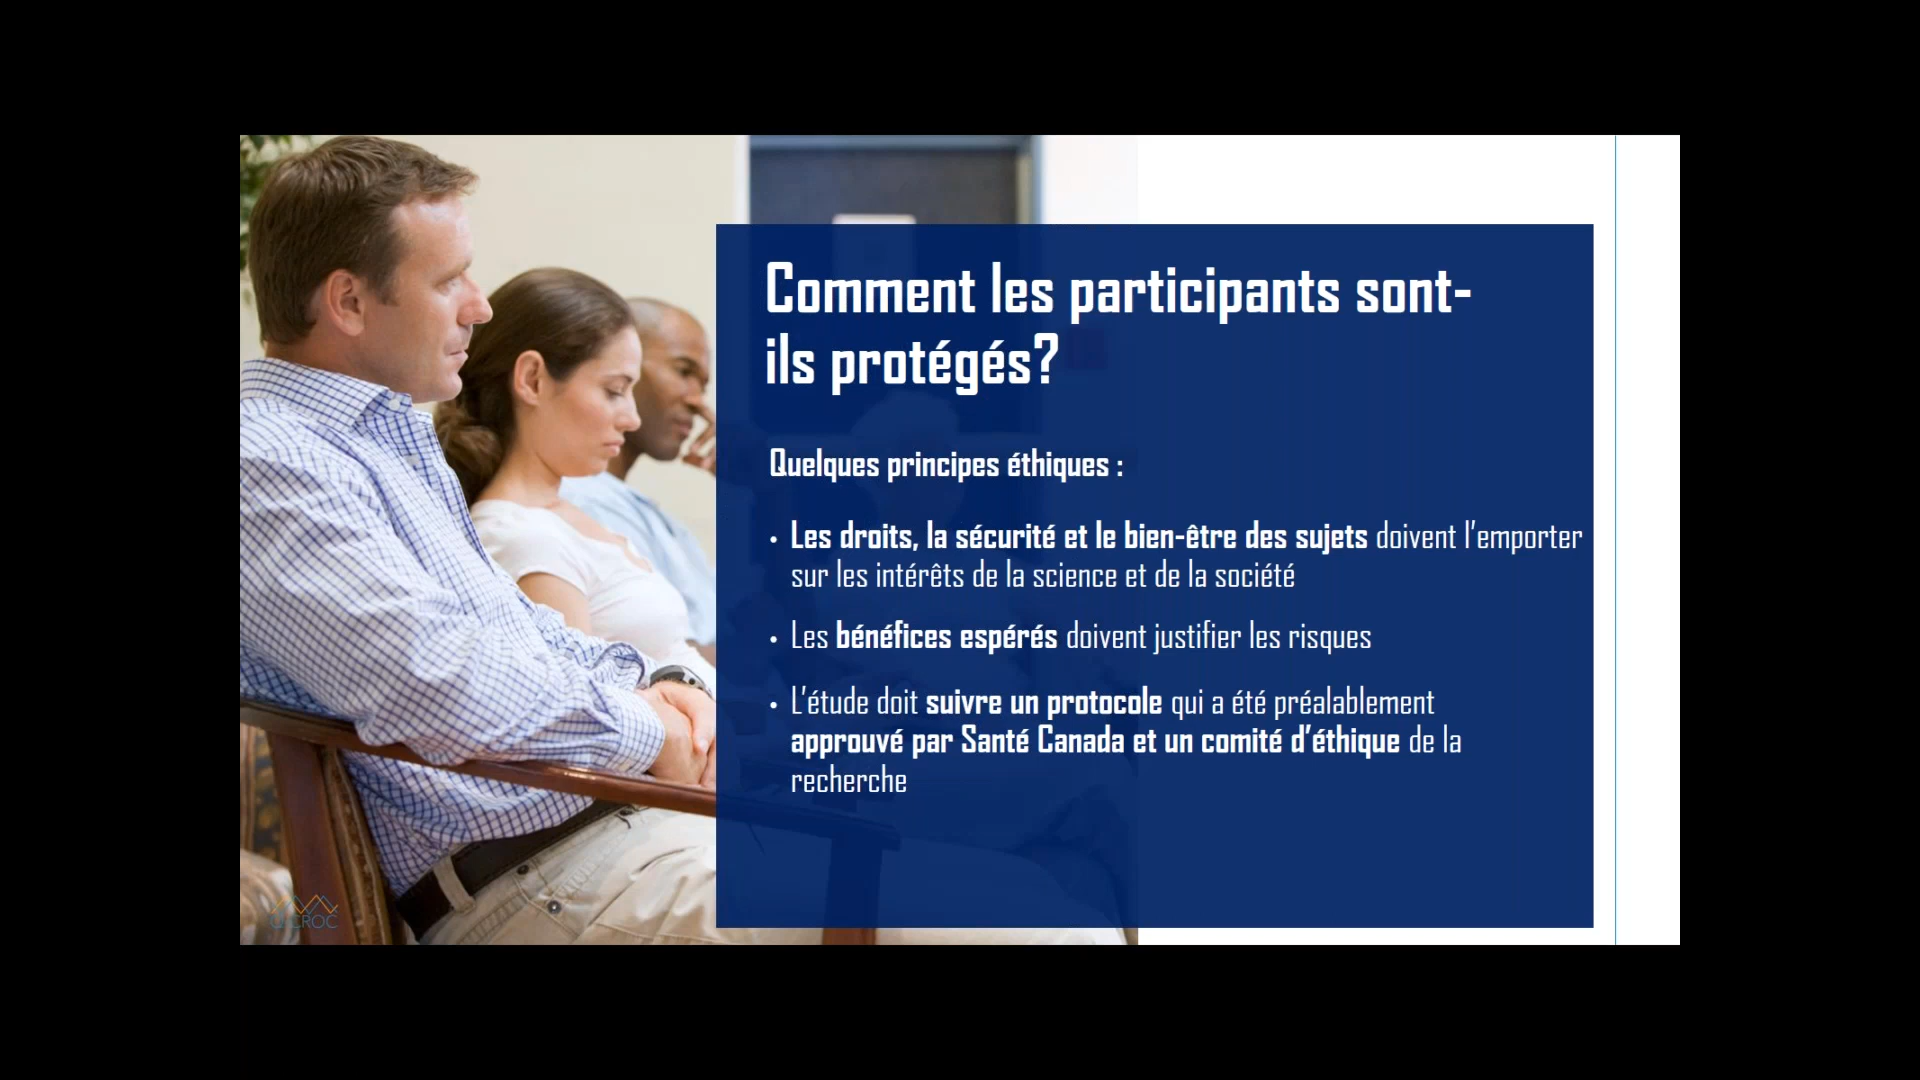 Comment les participants sont-
ils protégés?
Quelques principes éthiques :
• Les droits, la sécurité et le bien-être des sujets doivent l’emporter
sur les intérêts de la science et de la société
• Les bénéfices espérés doivent justifier les risques
• L’étude doit suivre un protocole qui a été préalablement
approuvé par Santé Canada et un comité d’éthique de la
recherche